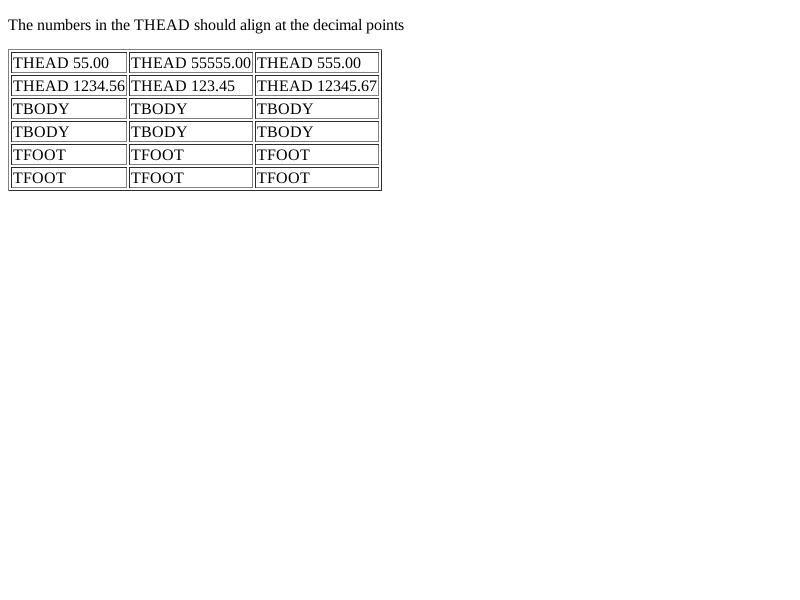 The numbers in the THEAD should align at the decimal points
THEAD 55.00 THEAD 55555.00 THEAD 555.00
THEAD 1234.56 THEAD 123.45 THEAD 12345.67
TBODY TBODY TBODY
TBODY TBODY TBODY
TFOOT TFOOT TFOOT
TFOOT TFOOT TFOOT